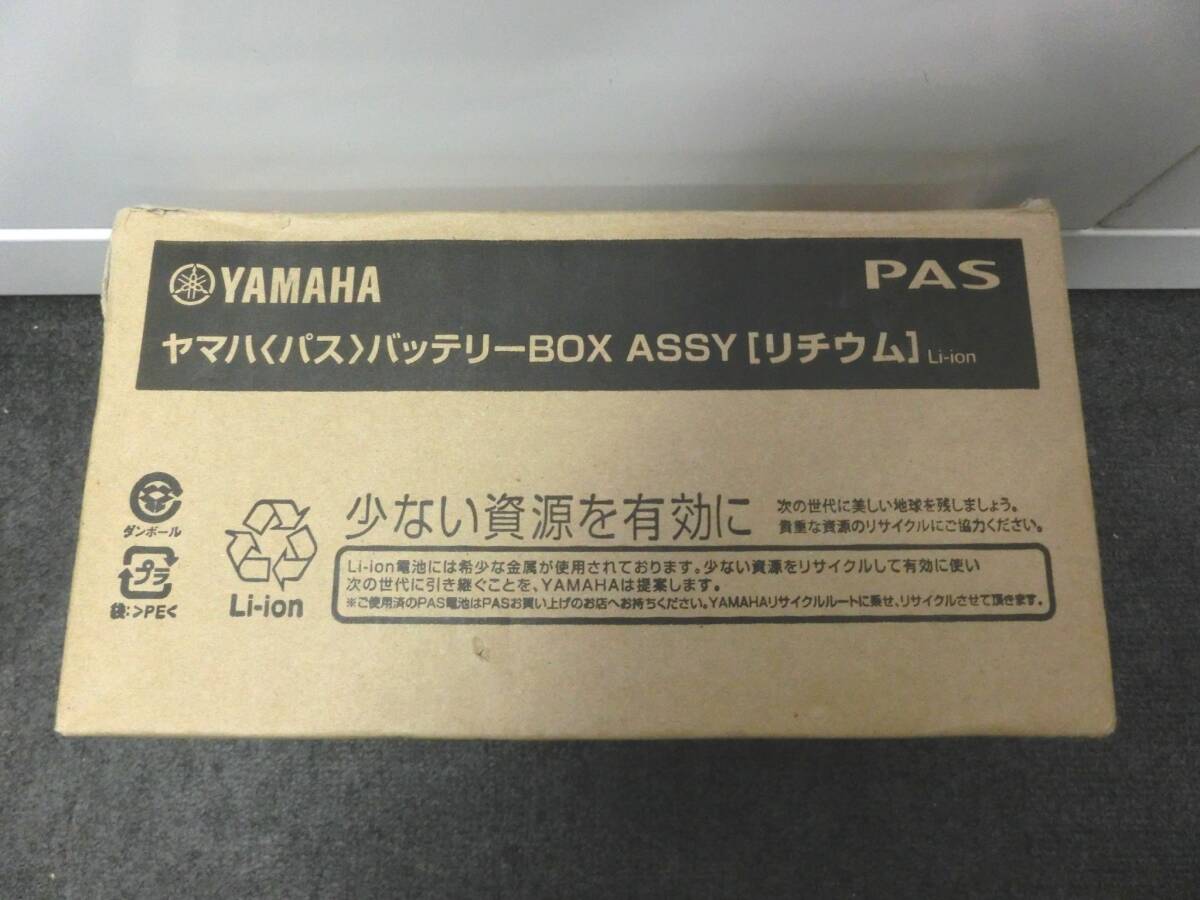 YAMAHA
PAS
ヤマハ〈パス〉バッテリーBOX ASSY [リチウム] Li-ion
ダンボール
プラ
袋:>PE<
Li-ion
少ない資源を有効に
次の世代に美しい地球を残しましょう。
貴重な資源のリサイクルにご協力ください。
Li-ion電池には希少な金属が使用されております。少ない資源をリサイクルして有効に使い
次の世代に引き継ぐことを、YAMAHAは提案します。
※ご使用済のPAS電池はPASお買い上げのお店へお持ちください。YAMAHAリサイクルルートに乗せ、リサイクルさせて頂きます。